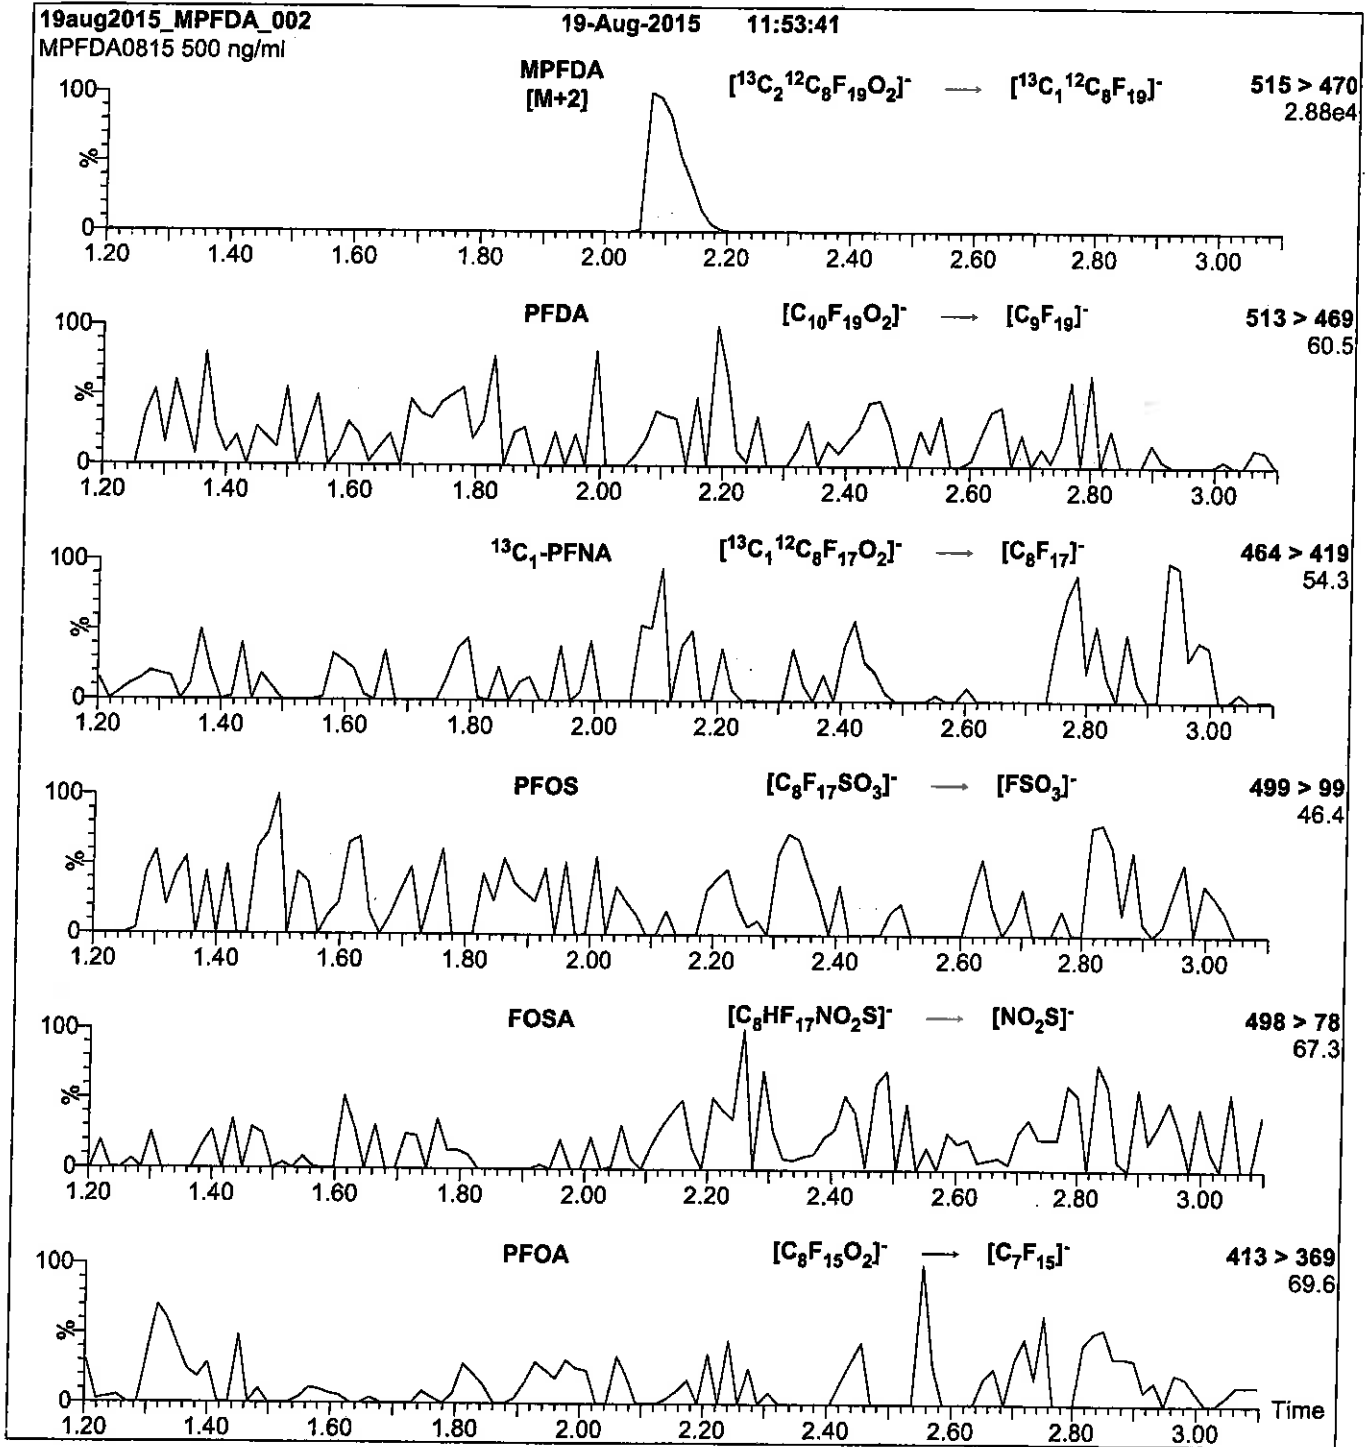 19aug2015_MPFDA_002 19-Aug-2015 11:53:41
MPFDA0815 500 ng/ml
MPFDA [¹³C₂¹²C₈F₁₉O₂]⁻ → [¹³C₁¹²C₈F₁₉]⁻ 515 > 470
[M+2] 2.88e4
100
%
0
1.20 1.40 1.60 1.80 2.00 2.20 2.40 2.60 2.80 3.00
PFDA [C₁₀F₁₉O₂]⁻ → [C₉F₁₉]⁻ 513 > 469
60.5
100
%
0
1.20 1.40 1.60 1.80 2.00 2.20 2.40 2.60 2.80 3.00
¹³C₁-PFNA [¹³C₁¹²C₈F₁₇O₂]⁻ → [C₈F₁₇]⁻ 464 > 419
54.3
100
%
0
1.20 1.40 1.60 1.80 2.00 2.20 2.40 2.60 2.80 3.00
PFOS [C₈F₁₇SO₃]⁻ → [FSO₃]⁻ 499 > 99
46.4
100
%
0
1.20 1.40 1.60 1.80 2.00 2.20 2.40 2.60 2.80 3.00
FOSA [C₈HF₁₇NO₂S]⁻ → [NO₂S]⁻ 498 > 78
67.3
100
%
0
1.20 1.40 1.60 1.80 2.00 2.20 2.40 2.60 2.80 3.00
PFOA [C₈F₁₅O₂]⁻ → [C₇F₁₅]⁻ 413 > 369
69.6
100
%
0
Time
1.20 1.40 1.60 1.80 2.00 2.20 2.40 2.60 2.80 3.00